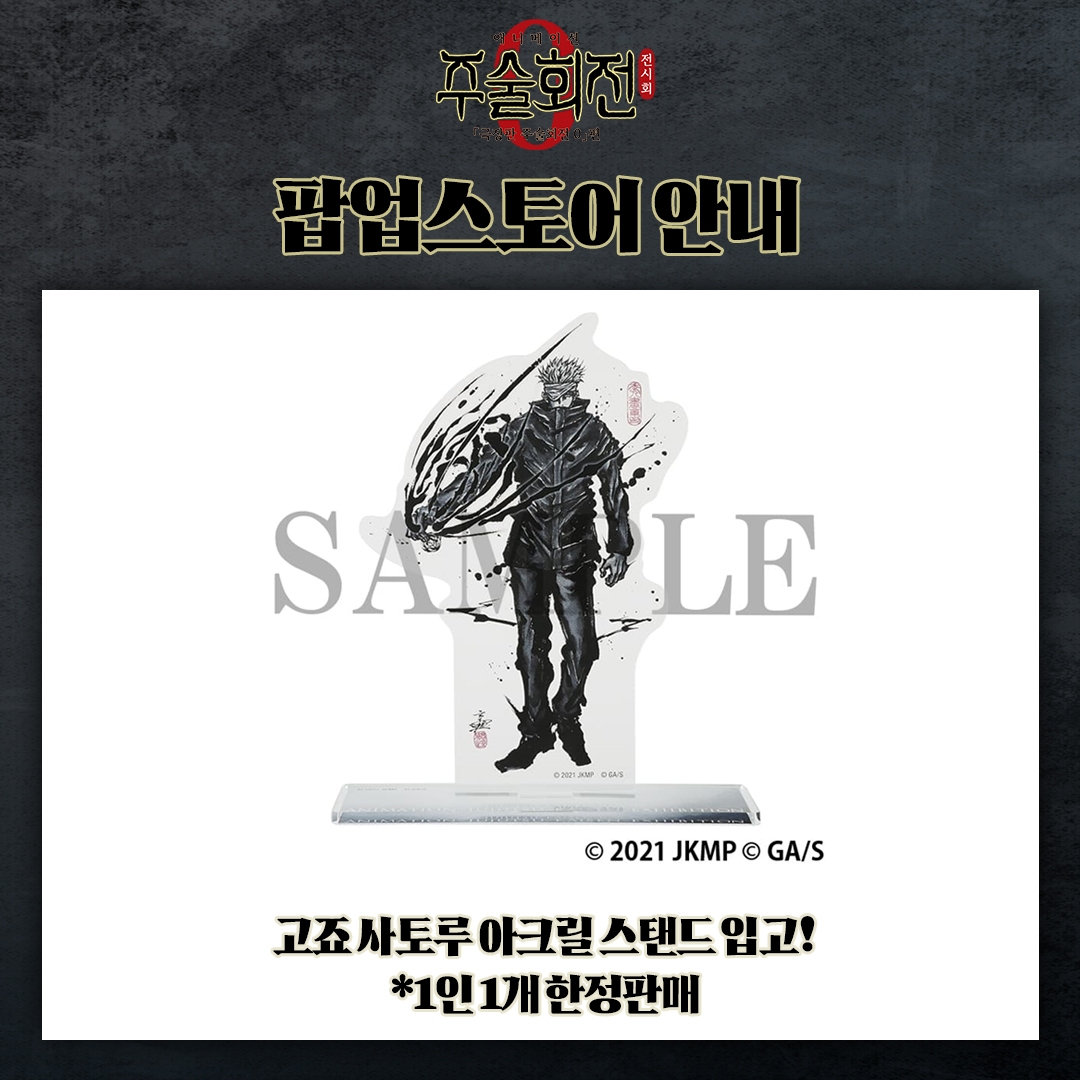 애니메이션
주술회전
전시회
「극장판 주술회전 0」편
팝업스토어 안내
SAMPLE
© 2021 JKMP © GA/S
© 2021 JKMP © GA/S
고죠 사토루 아크릴 스탠드 입고!
*1인 1개 한정판매